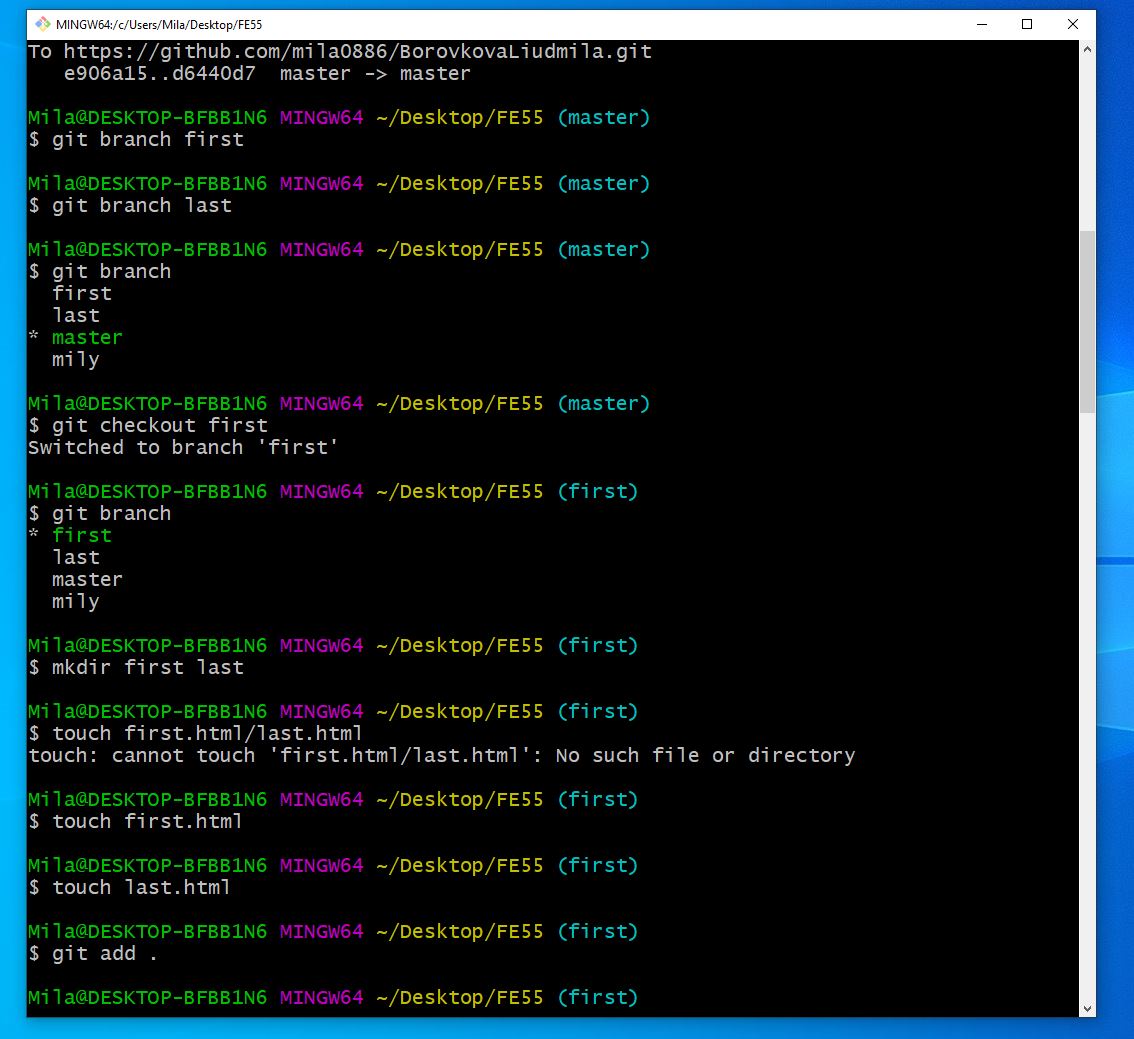 MINGW64:/c/Users/Mila/Desktop/FE55
To https://github.com/mila0886/BorovkovaLiudmila.git
   e906a15..d6440d7  master -> master
Mila@DESKTOP-BFBB1N6 MINGW64 ~/Desktop/FE55 (master)
$ git branch first
Mila@DESKTOP-BFBB1N6 MINGW64 ~/Desktop/FE55 (master)
$ git branch last
Mila@DESKTOP-BFBB1N6 MINGW64 ~/Desktop/FE55 (master)
$ git branch
  first
  last
* master
  mily
Mila@DESKTOP-BFBB1N6 MINGW64 ~/Desktop/FE55 (master)
$ git checkout first
Switched to branch 'first'
Mila@DESKTOP-BFBB1N6 MINGW64 ~/Desktop/FE55 (first)
$ git branch
* first
  last
  master
  mily
Mila@DESKTOP-BFBB1N6 MINGW64 ~/Desktop/FE55 (first)
$ mkdir first last
Mila@DESKTOP-BFBB1N6 MINGW64 ~/Desktop/FE55 (first)
$ touch first.html/last.html
touch: cannot touch 'first.html/last.html': No such file or directory
Mila@DESKTOP-BFBB1N6 MINGW64 ~/Desktop/FE55 (first)
$ touch first.html
Mila@DESKTOP-BFBB1N6 MINGW64 ~/Desktop/FE55 (first)
$ touch last.html
Mila@DESKTOP-BFBB1N6 MINGW64 ~/Desktop/FE55 (first)
$ git add .
Mila@DESKTOP-BFBB1N6 MINGW64 ~/Desktop/FE55 (first)